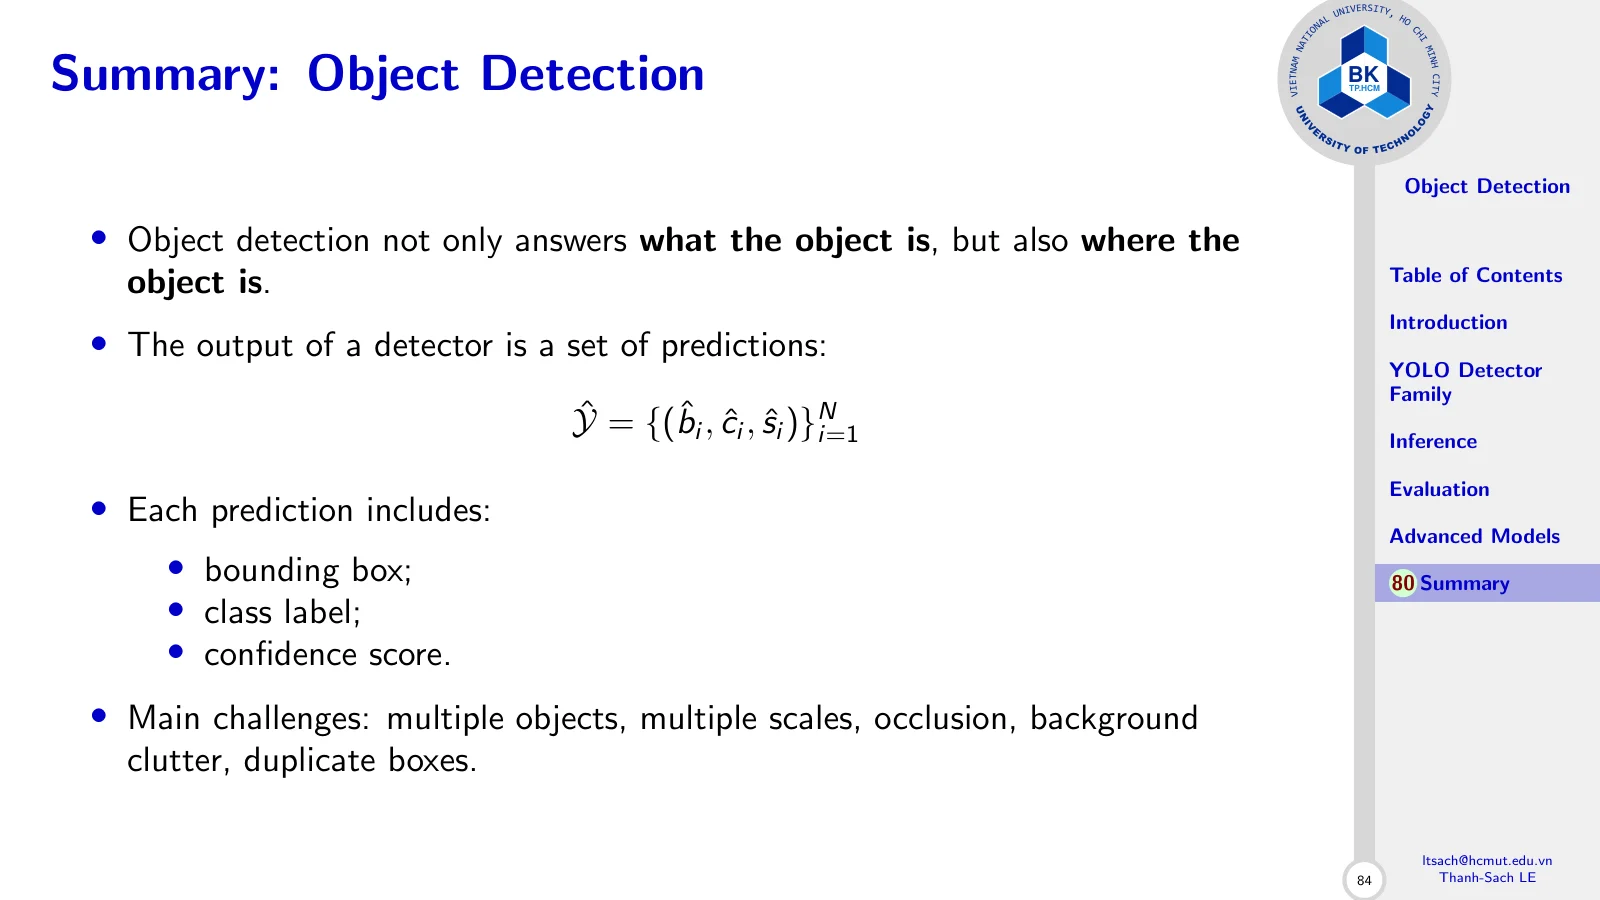 Summary: Object Detection
• Object detection not only answers what the object is, but also where the
object is.
• The output of a detector is a set of predictions:
𝒴̂ = {(b̂ᵢ, ĉᵢ, ŝᵢ)}ᴺᵢ₌₁
• Each prediction includes:
• bounding box;
• class label;
• confidence score.
• Main challenges: multiple objects, multiple scales, occlusion, background
clutter, duplicate boxes.
VIETNAM NATIONAL UNIVERSITY, HO CHI MINH CITY
BK
TP.HCM
UNIVERSITY OF TECHNOLOGY
Object Detection
Table of Contents
Introduction
YOLO Detector
Family
Inference
Evaluation
Advanced Models
80 Summary
ltsach@hcmut.edu.vn
Thanh-Sach LE
84